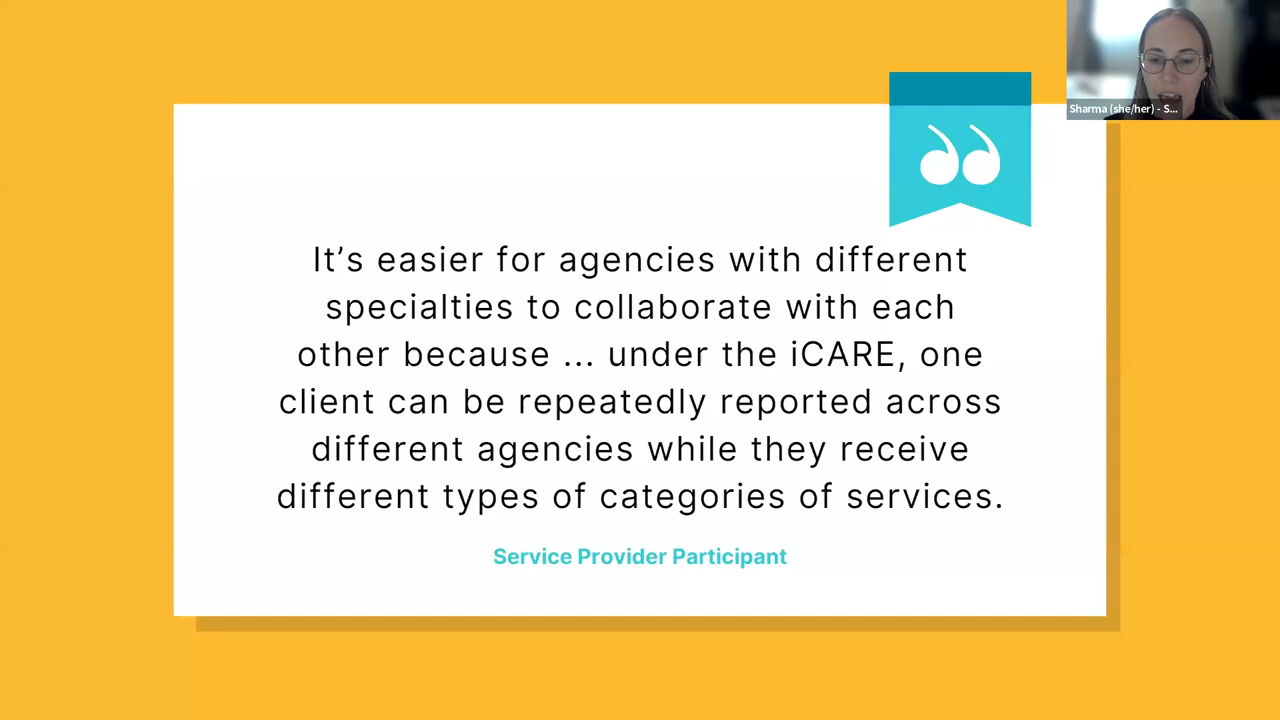 Sharma (she/her) - S...
It’s easier for agencies with different
specialties to collaborate with each
other because ... under the iCARE, one
client can be repeatedly reported across
different agencies while they receive
different types of categories of services.
Service Provider Participant